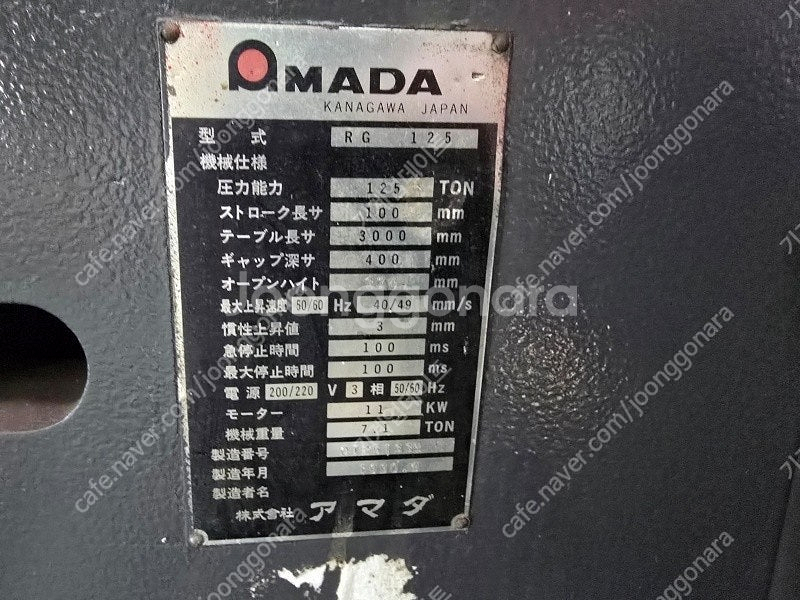 AMADA
KANAGAWA JAPAN
型式 RG 125
機械仕様
圧力能力 125 TON
ストローク長サ 100 mm
テーブル長サ 3000 mm
ギャップ深サ 400 mm
オープンハイト mm
最大上昇速度 50/60 Hz 40/49 mm/s
慣性上昇値 3 mm
急停止時間 100 ms
最大停止時間 100 ms
電源 200/220 V 3 相 50/60 Hz
モーター 11 KW
機械重量 7.1 TON
製造番号
製造年月
製造者名
株式会社 アマダ
joonggonara
cafe.naver.com/joonggonara